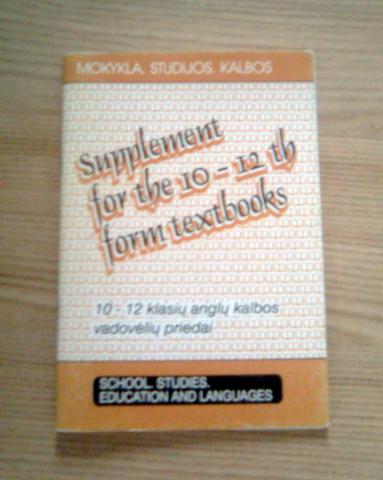 MOKYKLA. STUDIJOS. KALBOS
Supplement
for the 10 - 12 th
form textbooks
10 - 12 klasių anglų kalbos
vadovėlių priedai
SCHOOL. STUDIES.
EDUCATION AND LANGUAGES